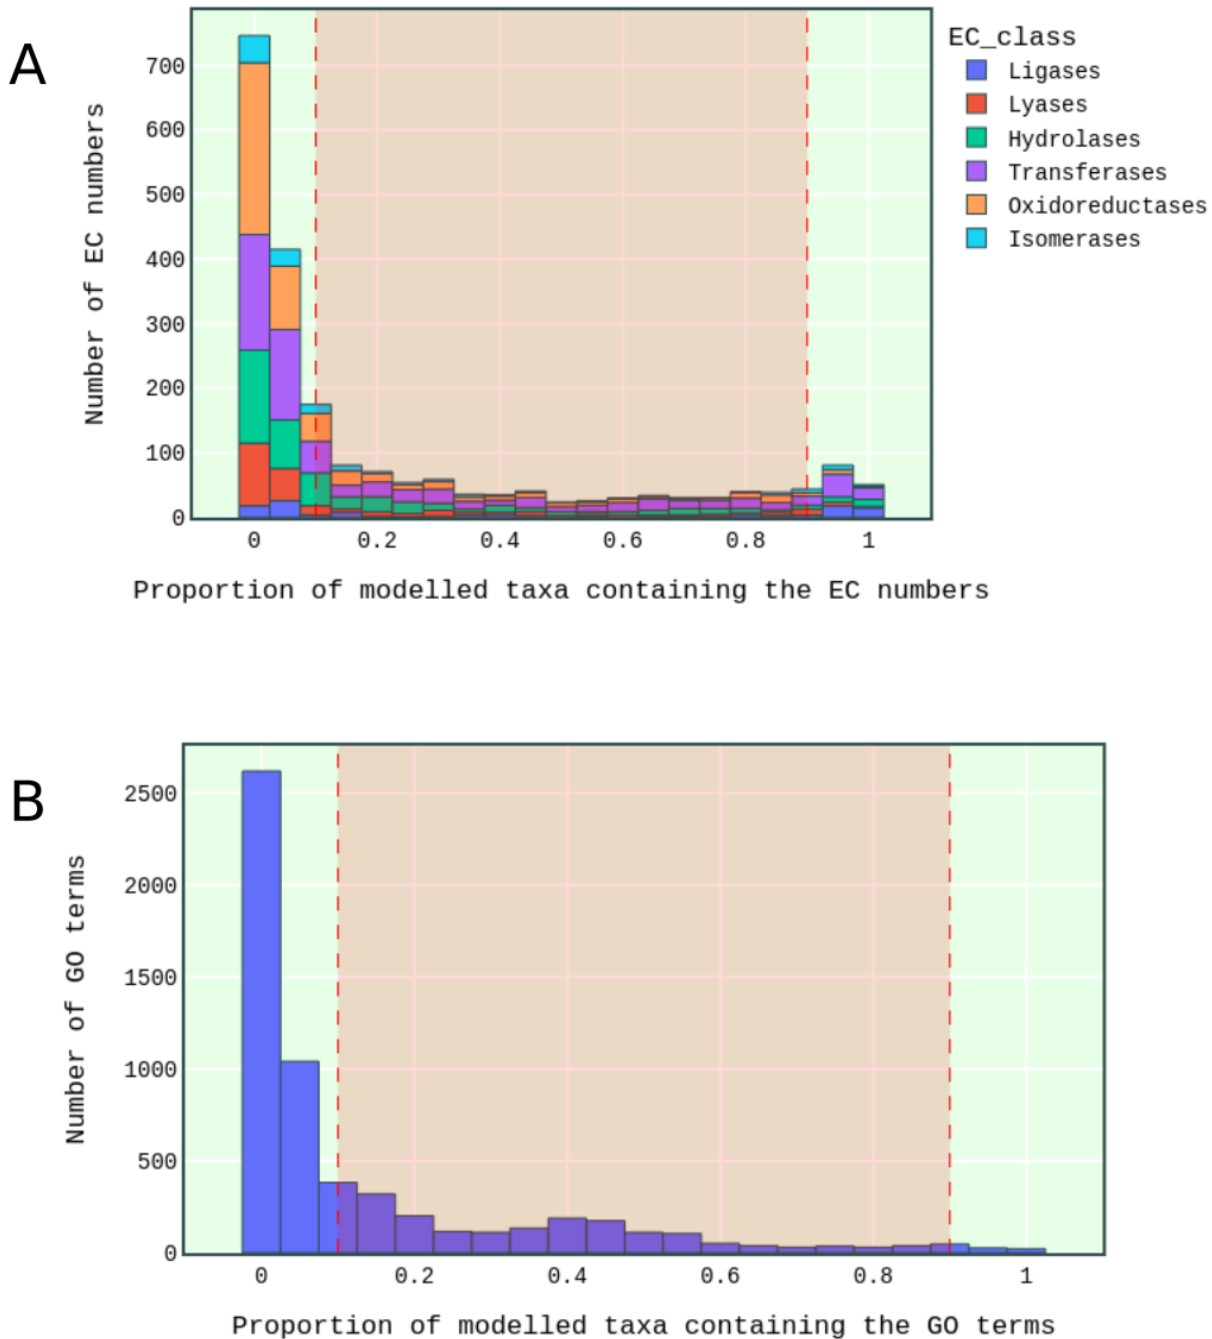 A
Number of EC numbers
700
600
500
400
300
200
100
0
0 0.2 0.4 0.6 0.8 1
Proportion of modelled taxa containing the EC numbers
EC_class
Ligases
Lyases
Hydrolases
Transferases
Oxidoreductases
Isomerases
B
Number of GO terms
2500
2000
1500
1000
500
0
0 0.2 0.4 0.6 0.8 1
Proportion of modelled taxa containing the GO terms